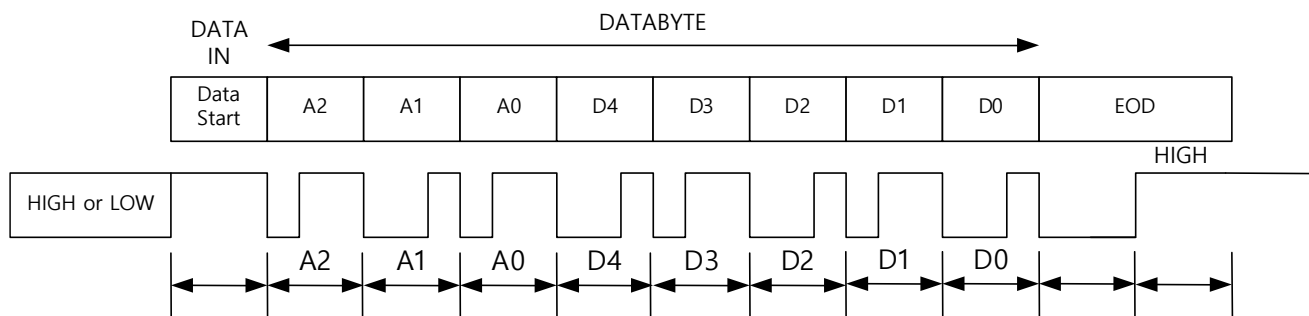 DATA
IN
DATABYTE
Data
Start
A2
A1
A0
D4
D3
D2
D1
D0
EOD
HIGH
HIGH or LOW
A2
A1
A0
D4
D3
D2
D1
D0